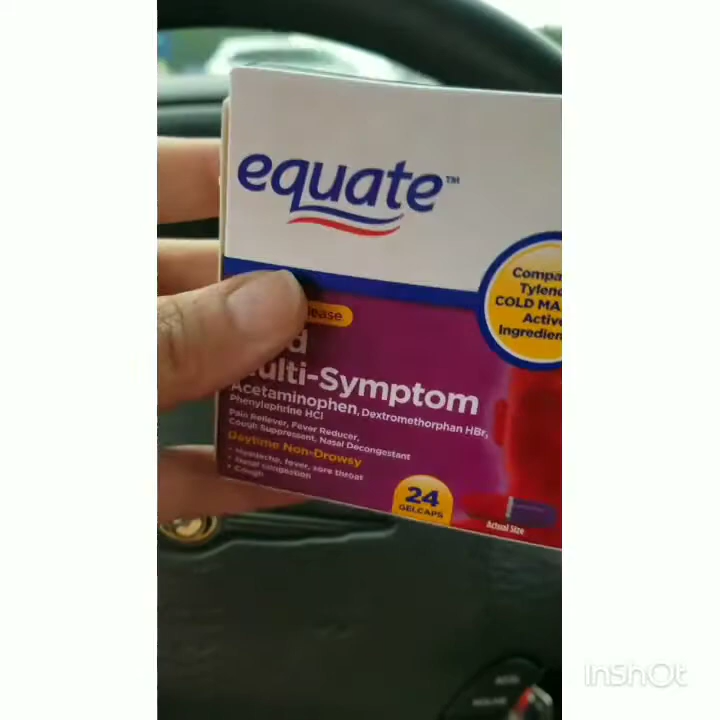 equate™
Compa
Tyleno
COLD MA
Active
Ingredien
lease
d
ulti-Symptom
Acetaminophen, Dextromethorphan HBr,
Phenylephrine HCl
Pain Reliever, Fever Reducer,
Cough Suppressant, Nasal Decongestant
Daytime Non-Drowsy
• Headache, fever, sore throat
• Nasal congestion
• Cough
24
GELCAPS
Actual Size
InShOt